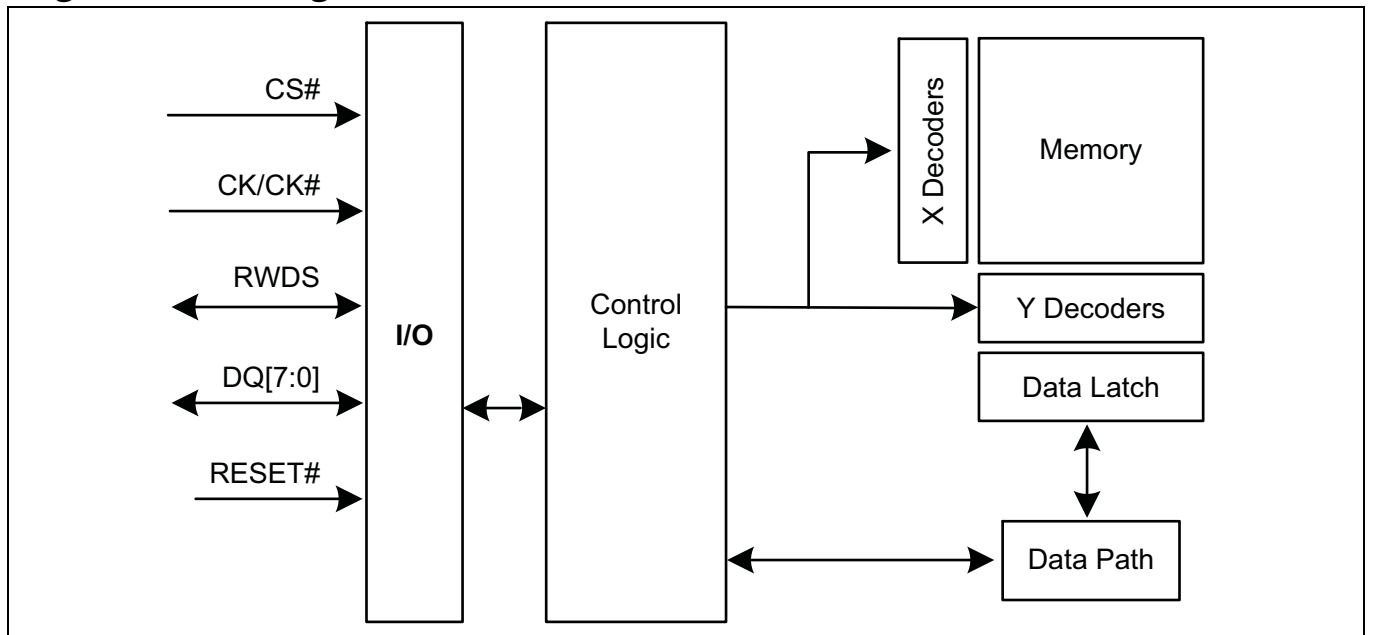 CS#
CK/CK#
RWDS
DQ[7:0]
RESET#
I/O
Control
Logic
X Decoders
Memory
Y Decoders
Data Latch
Data Path